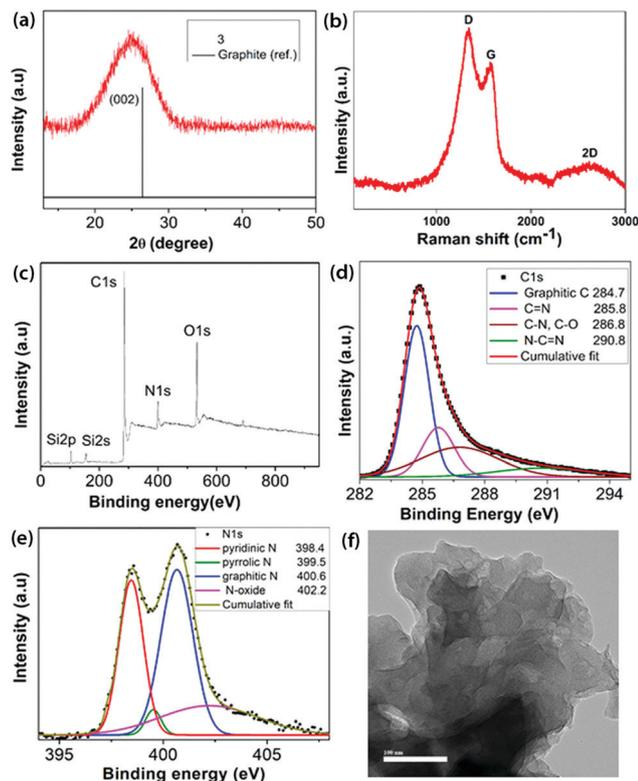 (a)
3
Graphite (ref.)
(002)
Intensity (a.u)
20 30 40 50
2θ (degree)
(b)
D
G
2D
Intensity (a.u.)
1000 2000 3000
Raman shift (cm-1)
(c)
C1s
O1s
N1s
Si2p Si2s
Intensity (a.u)
0 200 400 600 800
Binding energy(eV)
(d)
C1s
Graphitic C 284.7
C=N 285.8
C-N, C-O 286.8
N-C=N 290.8
Cumulative fit
Intensity (a.u.)
282 285 288 291 294
Binding Energy (eV)
(e)
N1s
pyridinic N 398.4
pyrrolic N 399.5
graphitic N 400.6
N-oxide 402.2
Cumulative fit
Intensity (a.u)
395 400 405
Binding energy (eV)
(f)
100 nm